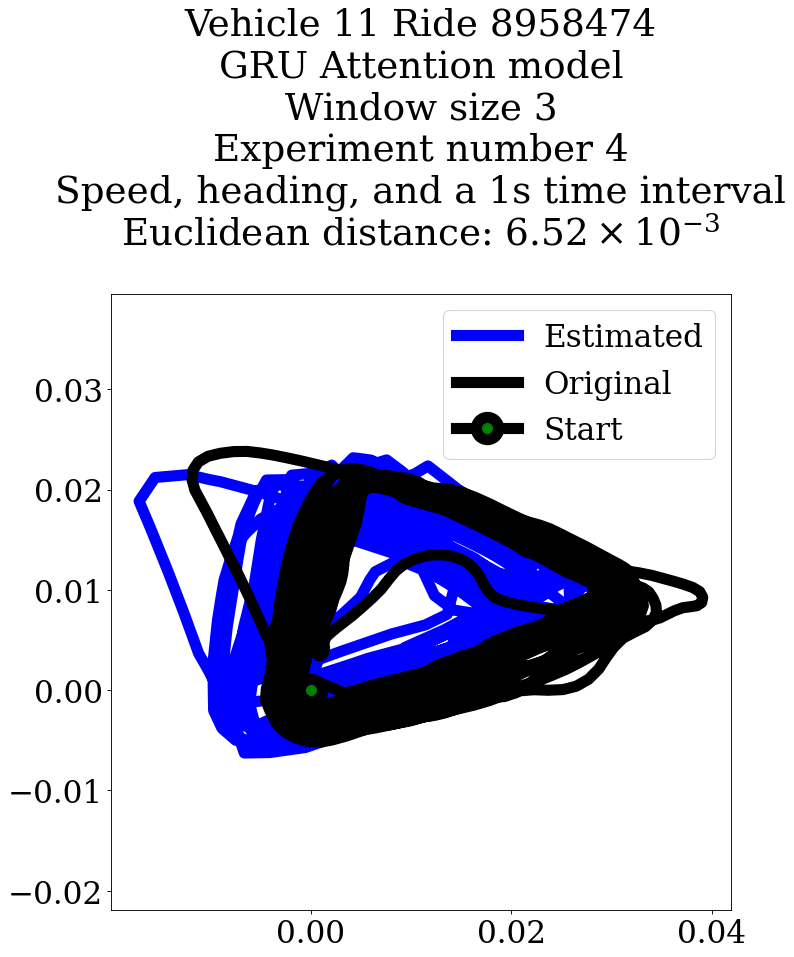 Vehicle 11 Ride 8958474
GRU Attention model
Window size 3
Experiment number 4
Speed, heading, and a 1s time interval
Euclidean distance: 6.52 × 10⁻³
Estimated
Original
Start
0.03
0.02
0.01
0.00
−0.01
−0.02
0.00 0.02 0.04